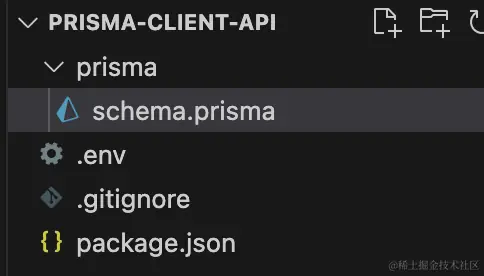 PRISMA-CLIENT-API
prisma
schema.prisma
.env
.gitignore
{} package.json
@稀土掘金技术社区